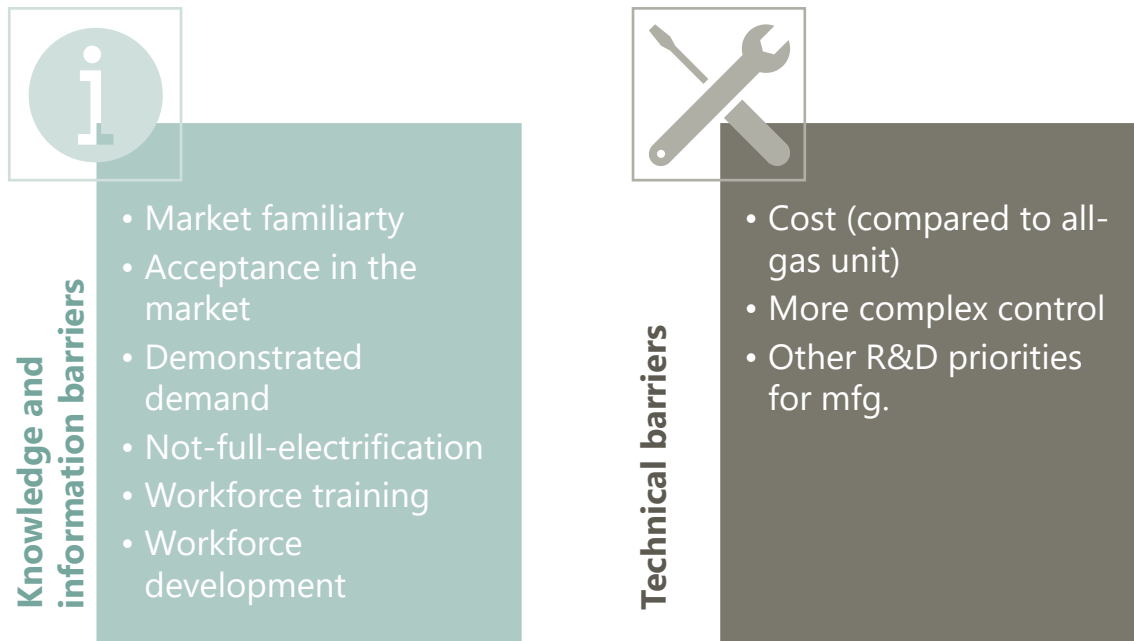 Knowledge and
information barriers
• Market familiarty
• Acceptance in the
market
• Demonstrated
demand
• Not-full-electrification
• Workforce training
• Workforce
development
Technical barriers
• Cost (compared to all-
gas unit)
• More complex control
• Other R&D priorities
for mfg.